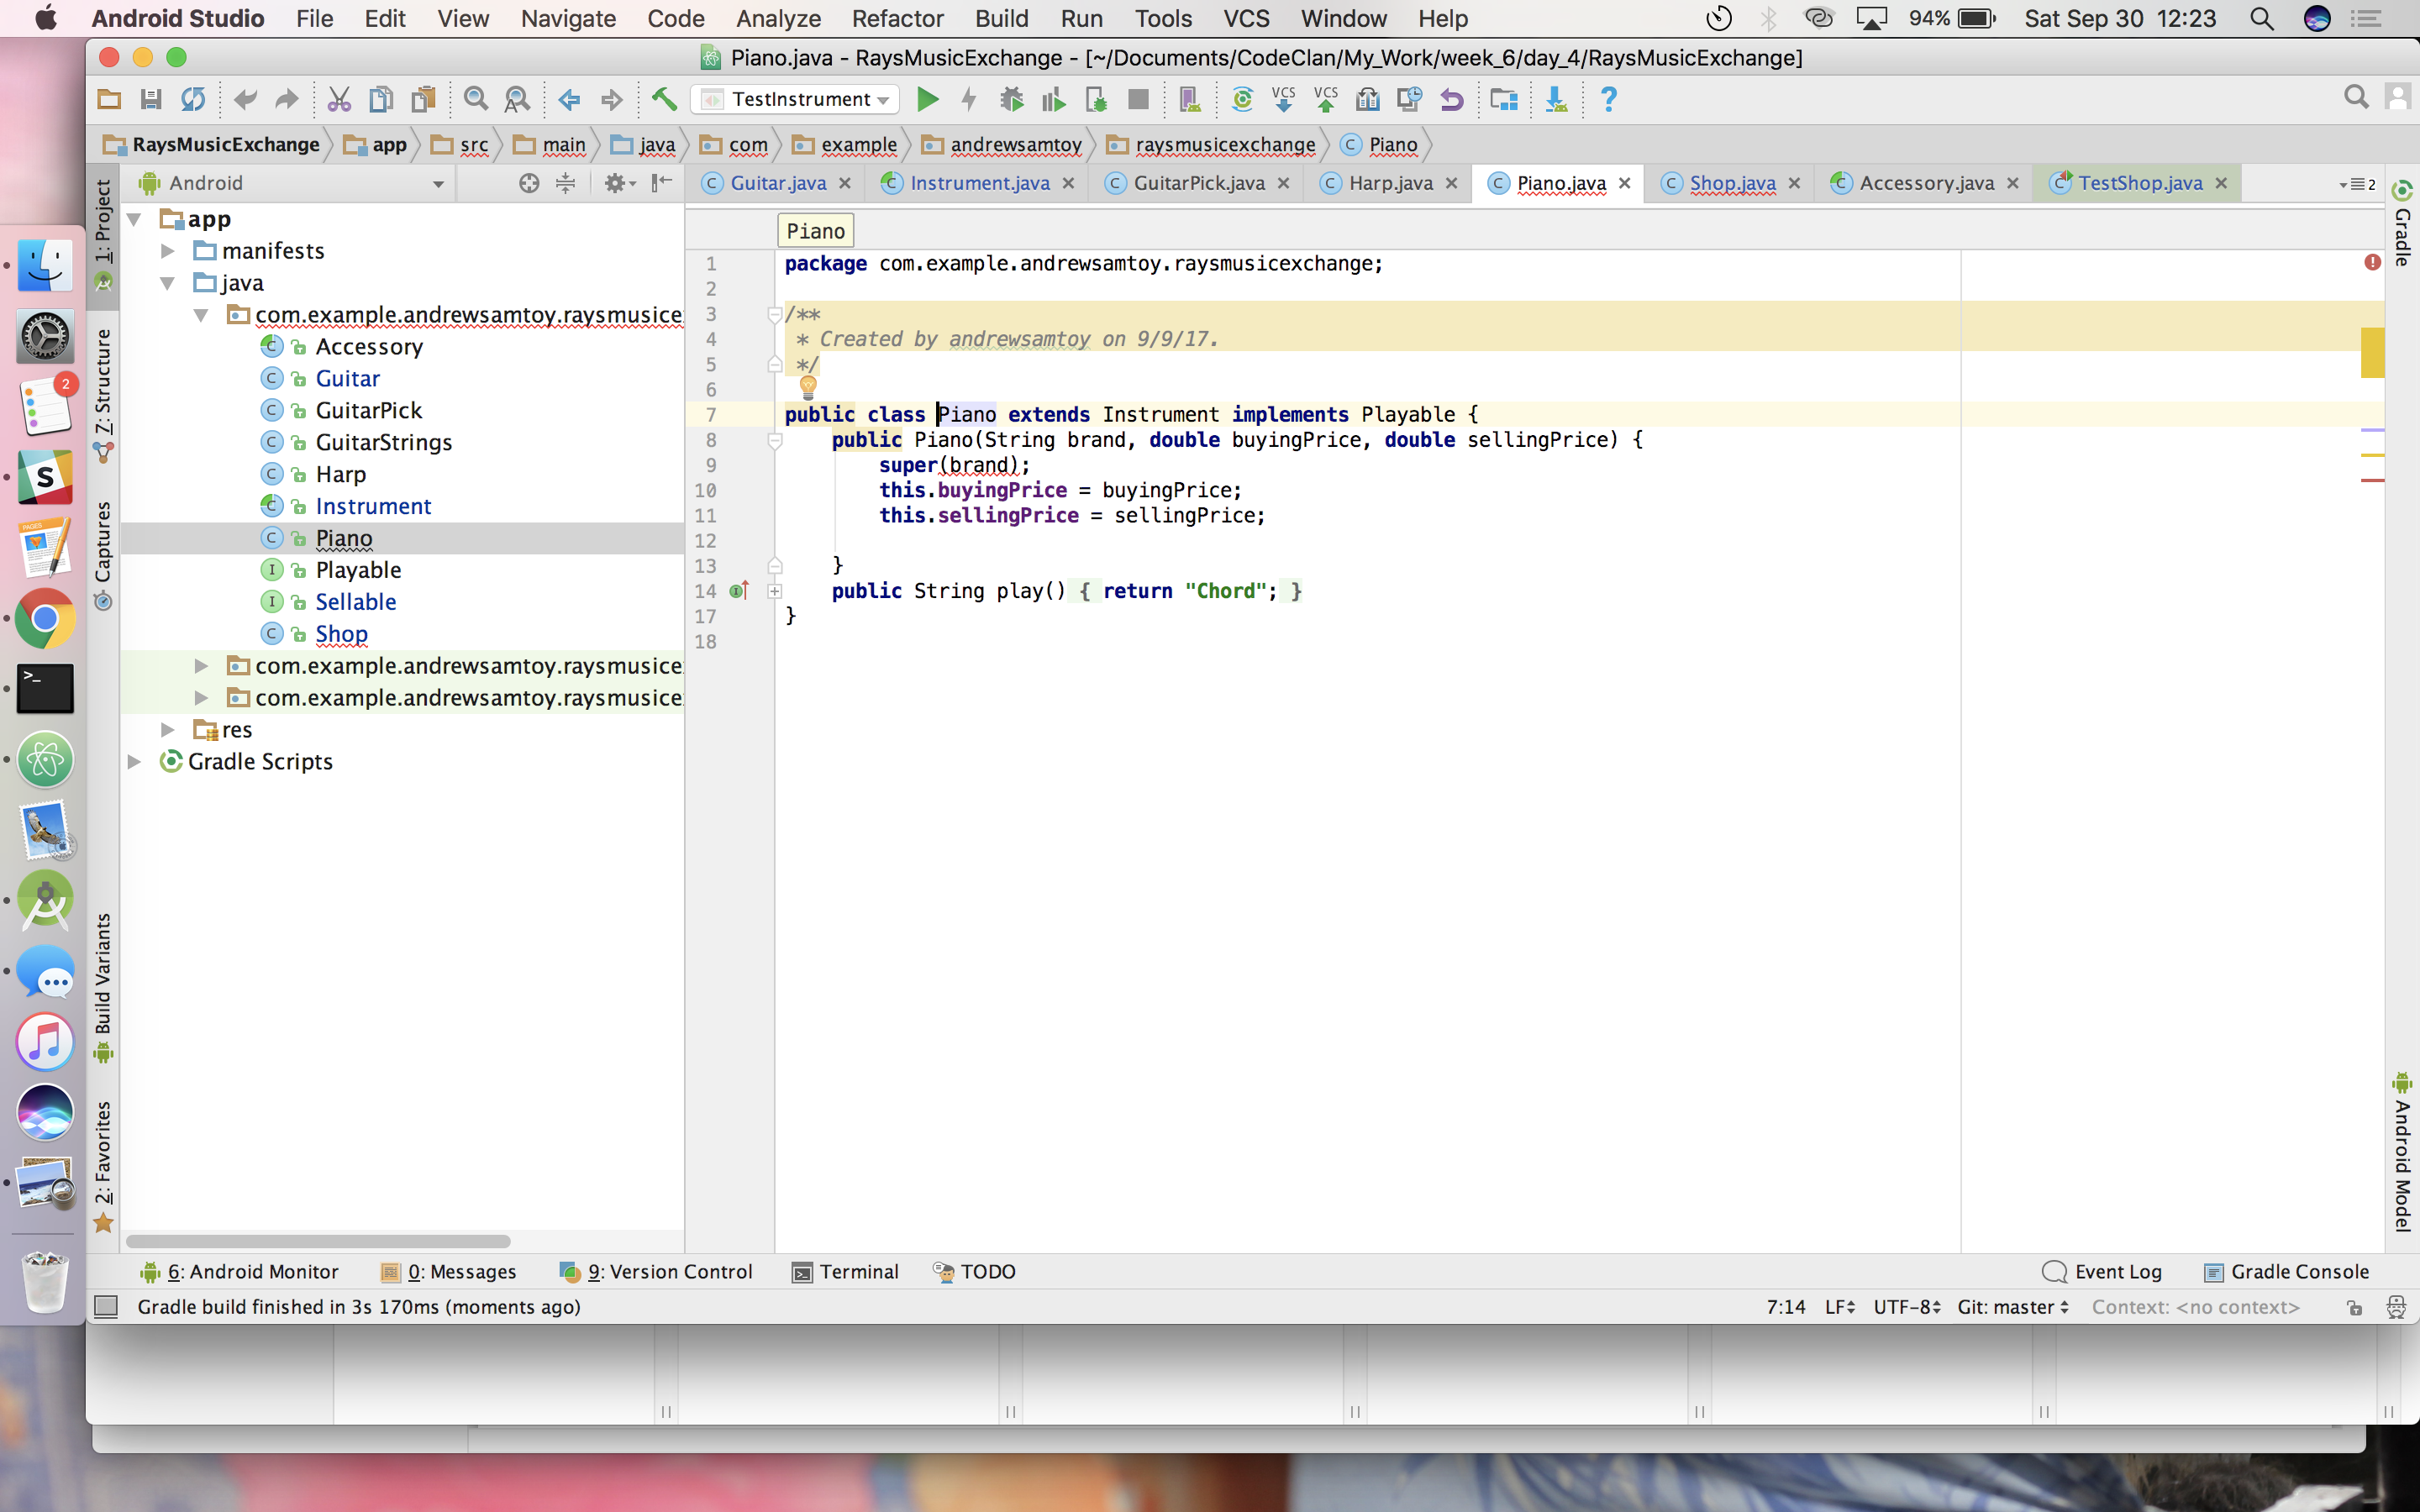 Android Studio File Edit View Navigate Code Analyze Refactor Build Run Tools VCS Window Help 94% Sat Sep 30 12:23
Piano.java - RaysMusicExchange - [~/Documents/CodeClan/My_Work/week_6/day_4/RaysMusicExchange]
TestInstrument VCS VCS ?
RaysMusicExchange app src main java com example andrewsamtoy raysmusicexchange Piano
Android Guitar.java Instrument.java GuitarPick.java Harp.java Piano.java Shop.java Accessory.java TestShop.java 2
1: Project
7: Structure
Captures
Build Variants
2: Favorites
app
manifests
java
com.example.andrewsamtoy.raysmusice
Accessory
Guitar
GuitarPick
GuitarStrings
Harp
Instrument
Piano
Playable
Sellable
Shop
com.example.andrewsamtoy.raysmusice
com.example.andrewsamtoy.raysmusice
res
Gradle Scripts
2
S
PAGES
>_
Piano
1 package com.example.andrewsamtoy.raysmusicexchange;
2
3 /**
4 * Created by andrewsamtoy on 9/9/17.
5 */
6
7 public class Piano extends Instrument implements Playable {
8 public Piano(String brand, double buyingPrice, double sellingPrice) {
9 super(brand);
10 this.buyingPrice = buyingPrice;
11 this.sellingPrice = sellingPrice;
12
13 }
14 public String play() { return "Chord"; }
17 }
18
Gradle
Android Model
6: Android Monitor 0: Messages 9: Version Control Terminal TODO Event Log Gradle Console
Gradle build finished in 3s 170ms (moments ago) 7:14 LF UTF-8 Git: master Context: <no context>